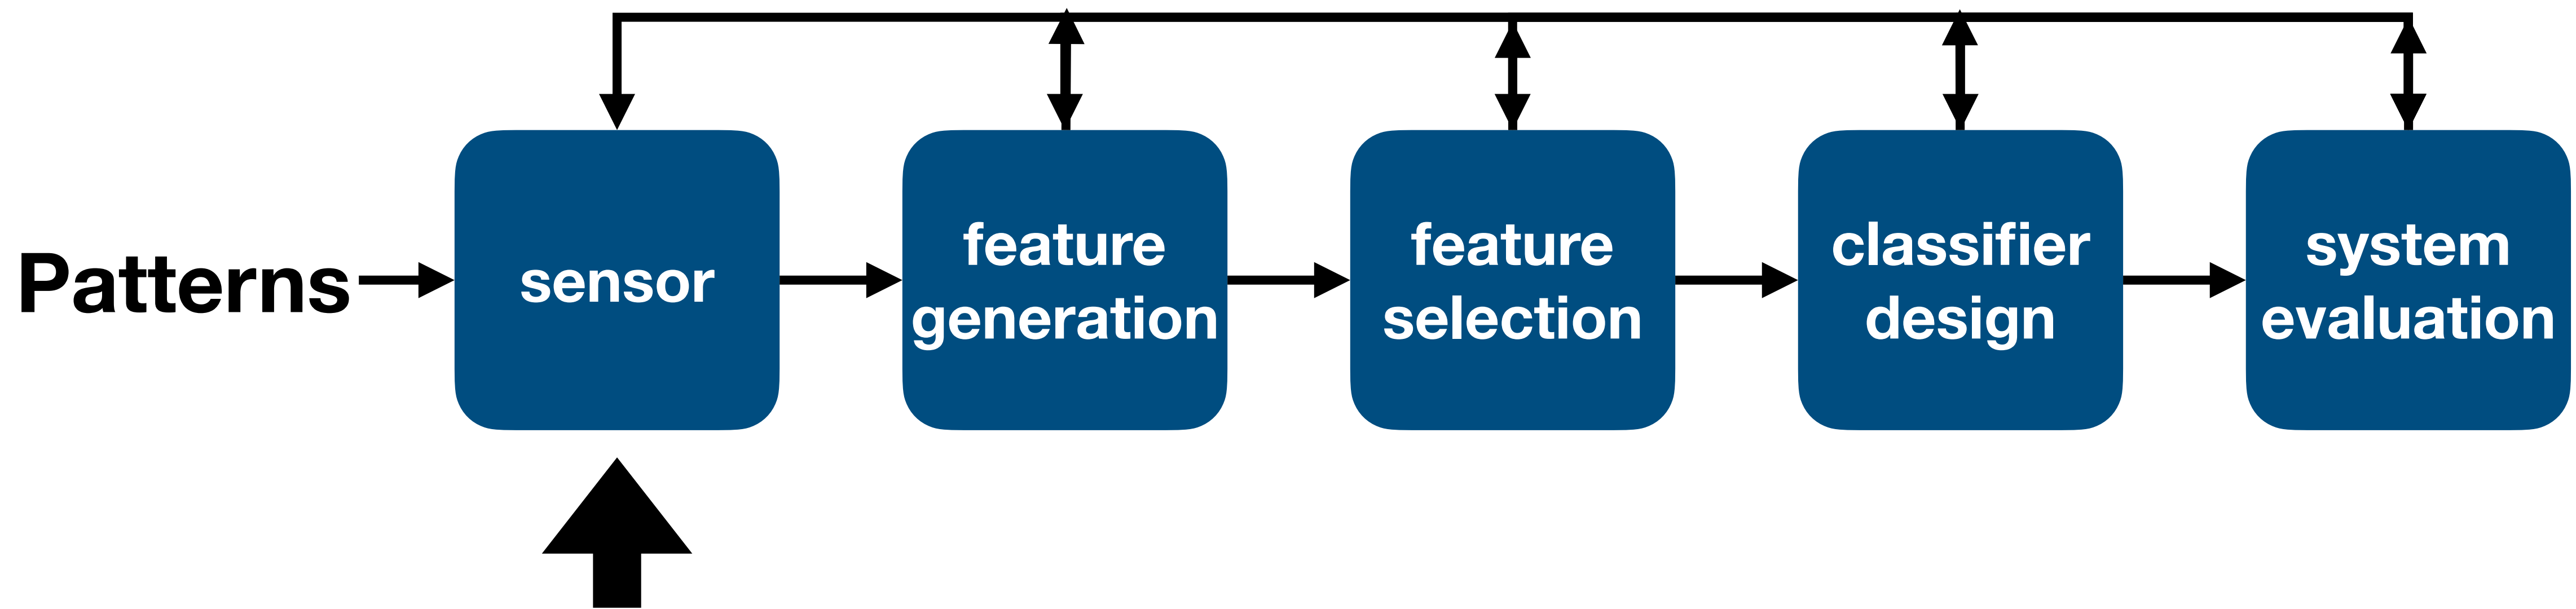 Patterns
sensor
feature
generation
feature
selection
classifier
design
system
evaluation